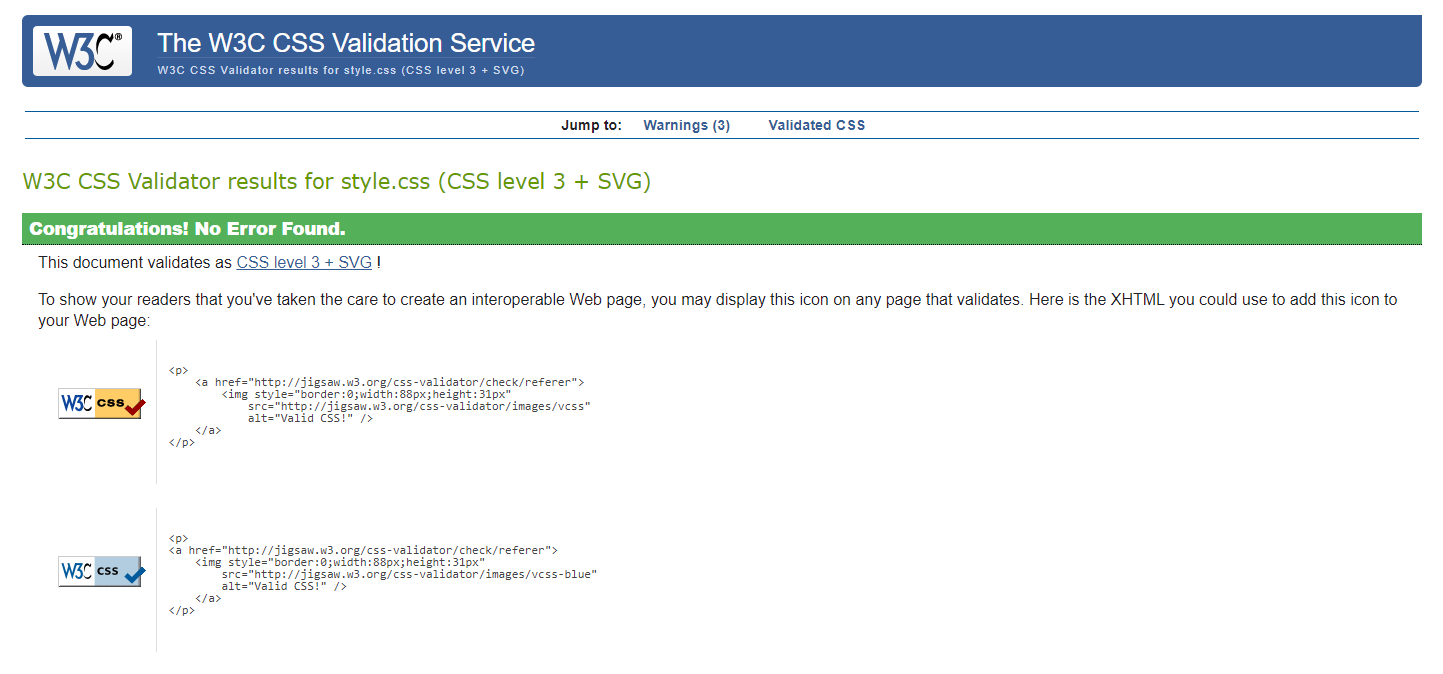 W3C®
The W3C CSS Validation Service
W3C CSS Validator results for style.css (CSS level 3 + SVG)
Jump to: Warnings (3) Validated CSS
W3C CSS Validator results for style.css (CSS level 3 + SVG)
Congratulations! No Error Found.
This document validates as CSS level 3 + SVG !
To show your readers that you've taken the care to create an interoperable Web page, you may display this icon on any page that validates. Here is the XHTML you could use to add this icon to
your Web page:
W3C css
<p>
    <a href="http://jigsaw.w3.org/css-validator/check/referer">
        <img style="border:0;width:88px;height:31px"
            src="http://jigsaw.w3.org/css-validator/images/vcss"
            alt="Valid CSS!" />
    </a>
</p>
W3C css
<p>
<a href="http://jigsaw.w3.org/css-validator/check/referer">
    <img style="border:0;width:88px;height:31px"
        src="http://jigsaw.w3.org/css-validator/images/vcss-blue"
        alt="Valid CSS!" />
    </a>
</p>